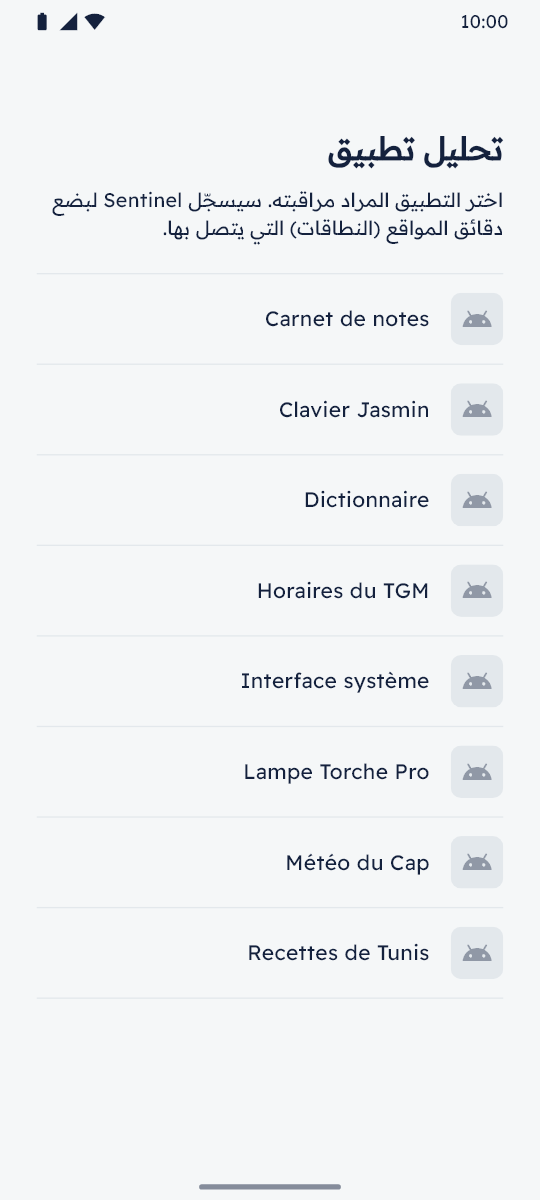 10:00
تحليل تطبيق
اختر التطبيق المراد مراقبته. سيسجّل Sentinel لبضع
دقائق المواقع (النطاقات) التي يتصل بها.
Carnet de notes
Clavier Jasmin
Dictionnaire
Horaires du TGM
Interface système
Lampe Torche Pro
Météo du Cap
Recettes de Tunis